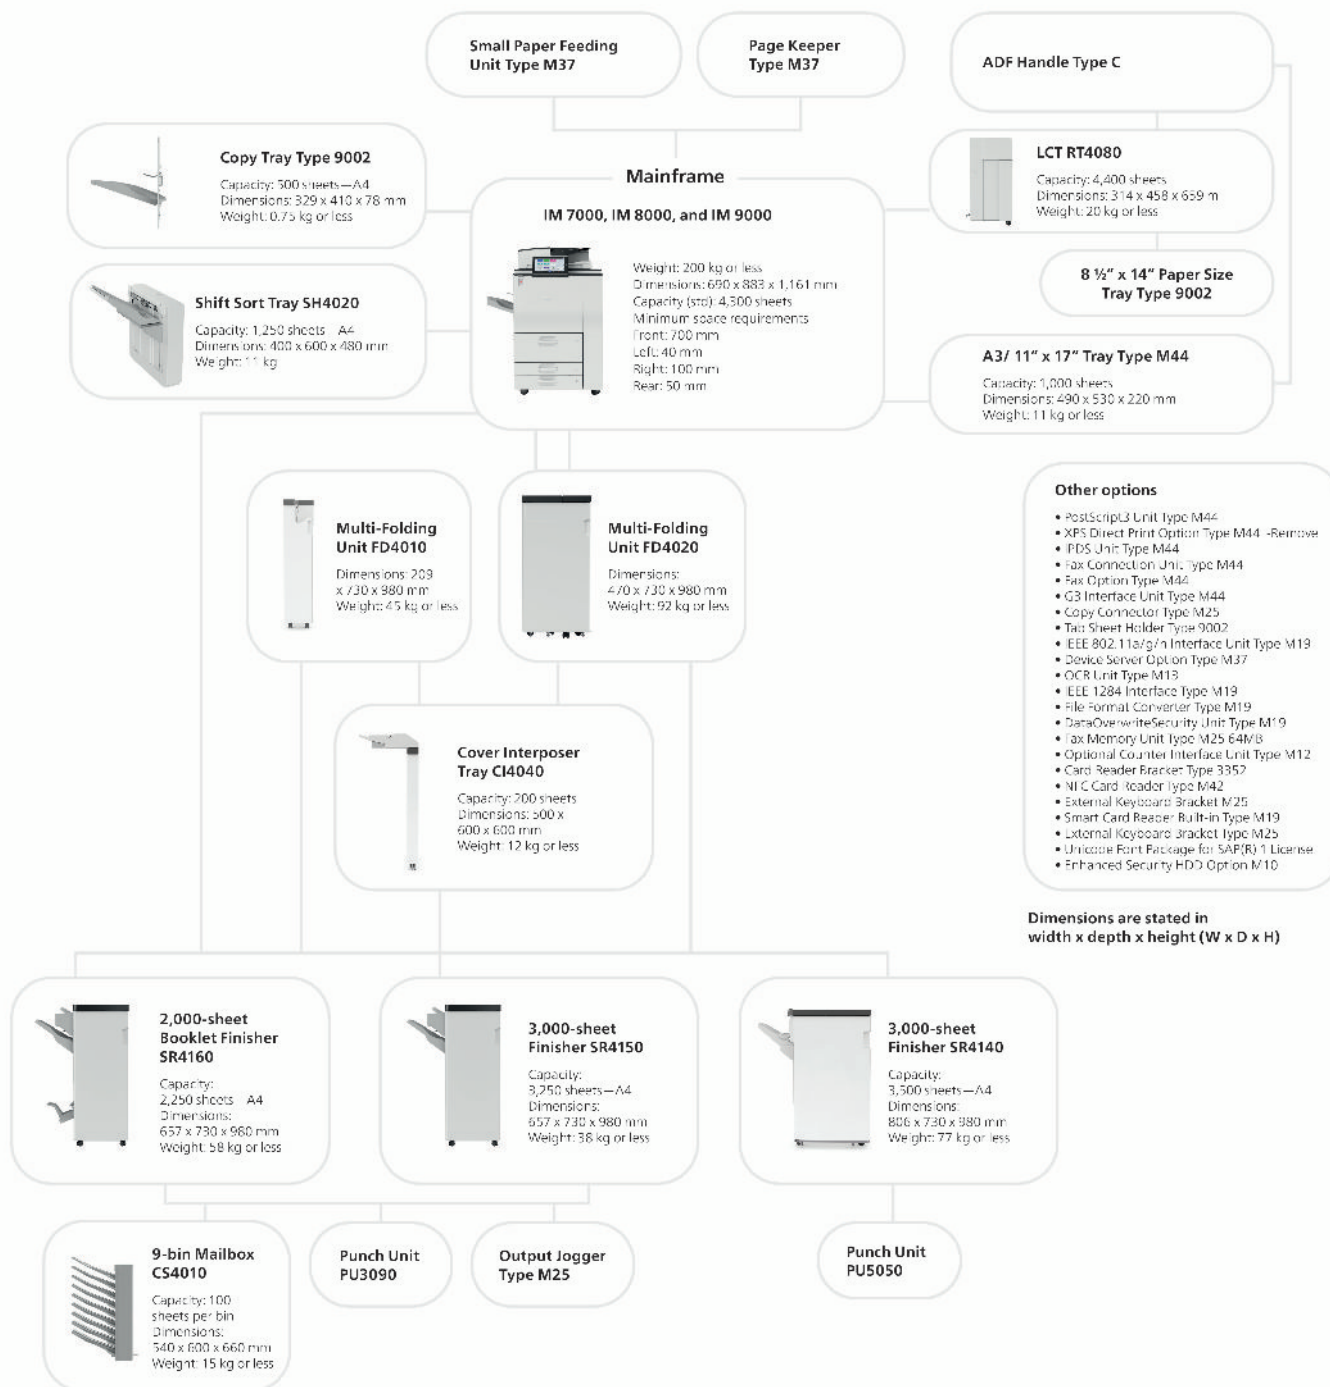 Small Paper Feeding
Unit Type M37
Page Keeper
Type M37
ADF Handle Type C
Copy Tray Type 9002
Capacity: 500 sheets—A4
Dimensions: 329 x 410 x 78 mm
Weight: 0.75 kg or less
Mainframe
IM 7000, IM 8000, and IM 9000
Weight: 200 kg or less
Dimensions: 690 x 883 x 1,161 mm
Capacity (std): 4,300 sheets
Minimum space requirements
Front: 700 mm
Left: 40 mm
Right: 100 mm
Rear: 50 mm
LCT RT4080
Capacity: 4,400 sheets
Dimensions: 314 x 458 x 659 m
Weight: 20 kg or less
8 ½" x 14" Paper Size
Tray Type 9002
Shift Sort Tray SH4020
Capacity: 1,250 sheets—A4
Dimensions: 400 x 600 x 480 mm
Weight: 11 kg
A3/ 11" x 17" Tray Type M44
Capacity: 1,000 sheets
Dimensions: 490 x 530 x 220 mm
Weight: 11 kg or less
Multi-Folding
Unit FD4010
Dimensions: 209
x 730 x 980 mm
Weight: 45 kg or less
Multi-Folding
Unit FD4020
Dimensions:
470 x 730 x 980 mm
Weight: 92 kg or less
Other options
• PostScript3 Unit Type M44
• XPS Direct Print Option Type M44 -Remove
• IPDS Unit Type M44
• Fax Connection Unit Type M44
• Fax Option Type M44
• G3 Interface Unit Type M44
• Copy Connector Type M25
• Tab Sheet Holder Type 9002
• IEEE 802.11a/g/n Interface Unit Type M19
• Device Server Option Type M37
• OCR Unit Type M13
• IEEE 1284 Interface Type M19
• File Format Converter Type M19
• DataOverwriteSecurity Unit Type M19
• Fax Memory Unit Type M25 64MB
• Optional Counter Interface Unit Type M12
• Card Reader Bracket Type 3352
• NFC Card Reader Type M42
• External Keyboard Bracket M25
• Smart Card Reader Built-in Type M19
• External Keyboard Bracket Type M25
• Unicode Font Package for SAP(R) 1 License
• Enhanced Security HDD Option M10
Cover Interposer
Tray CI4040
Capacity: 200 sheets
Dimensions: 500 x
600 x 600 mm
Weight: 12 kg or less
Dimensions are stated in
width x depth x height (W x D x H)
2,000-sheet
Booklet Finisher
SR4160
Capacity:
2,250 sheets—A4
Dimensions:
657 x 730 x 980 mm
Weight: 58 kg or less
3,000-sheet
Finisher SR4150
Capacity:
3,250 sheets—A4
Dimensions:
657 x 730 x 980 mm
Weight: 38 kg or less
3,000-sheet
Finisher SR4140
Capacity:
3,500 sheets—A4
Dimensions:
806 x 730 x 980 mm
Weight: 77 kg or less
9-bin Mailbox
CS4010
Capacity: 100
sheets per bin
Dimensions:
540 x 600 x 660 mm
Weight: 15 kg or less
Punch Unit
PU3090
Output Jogger
Type M25
Punch Unit
PU5050